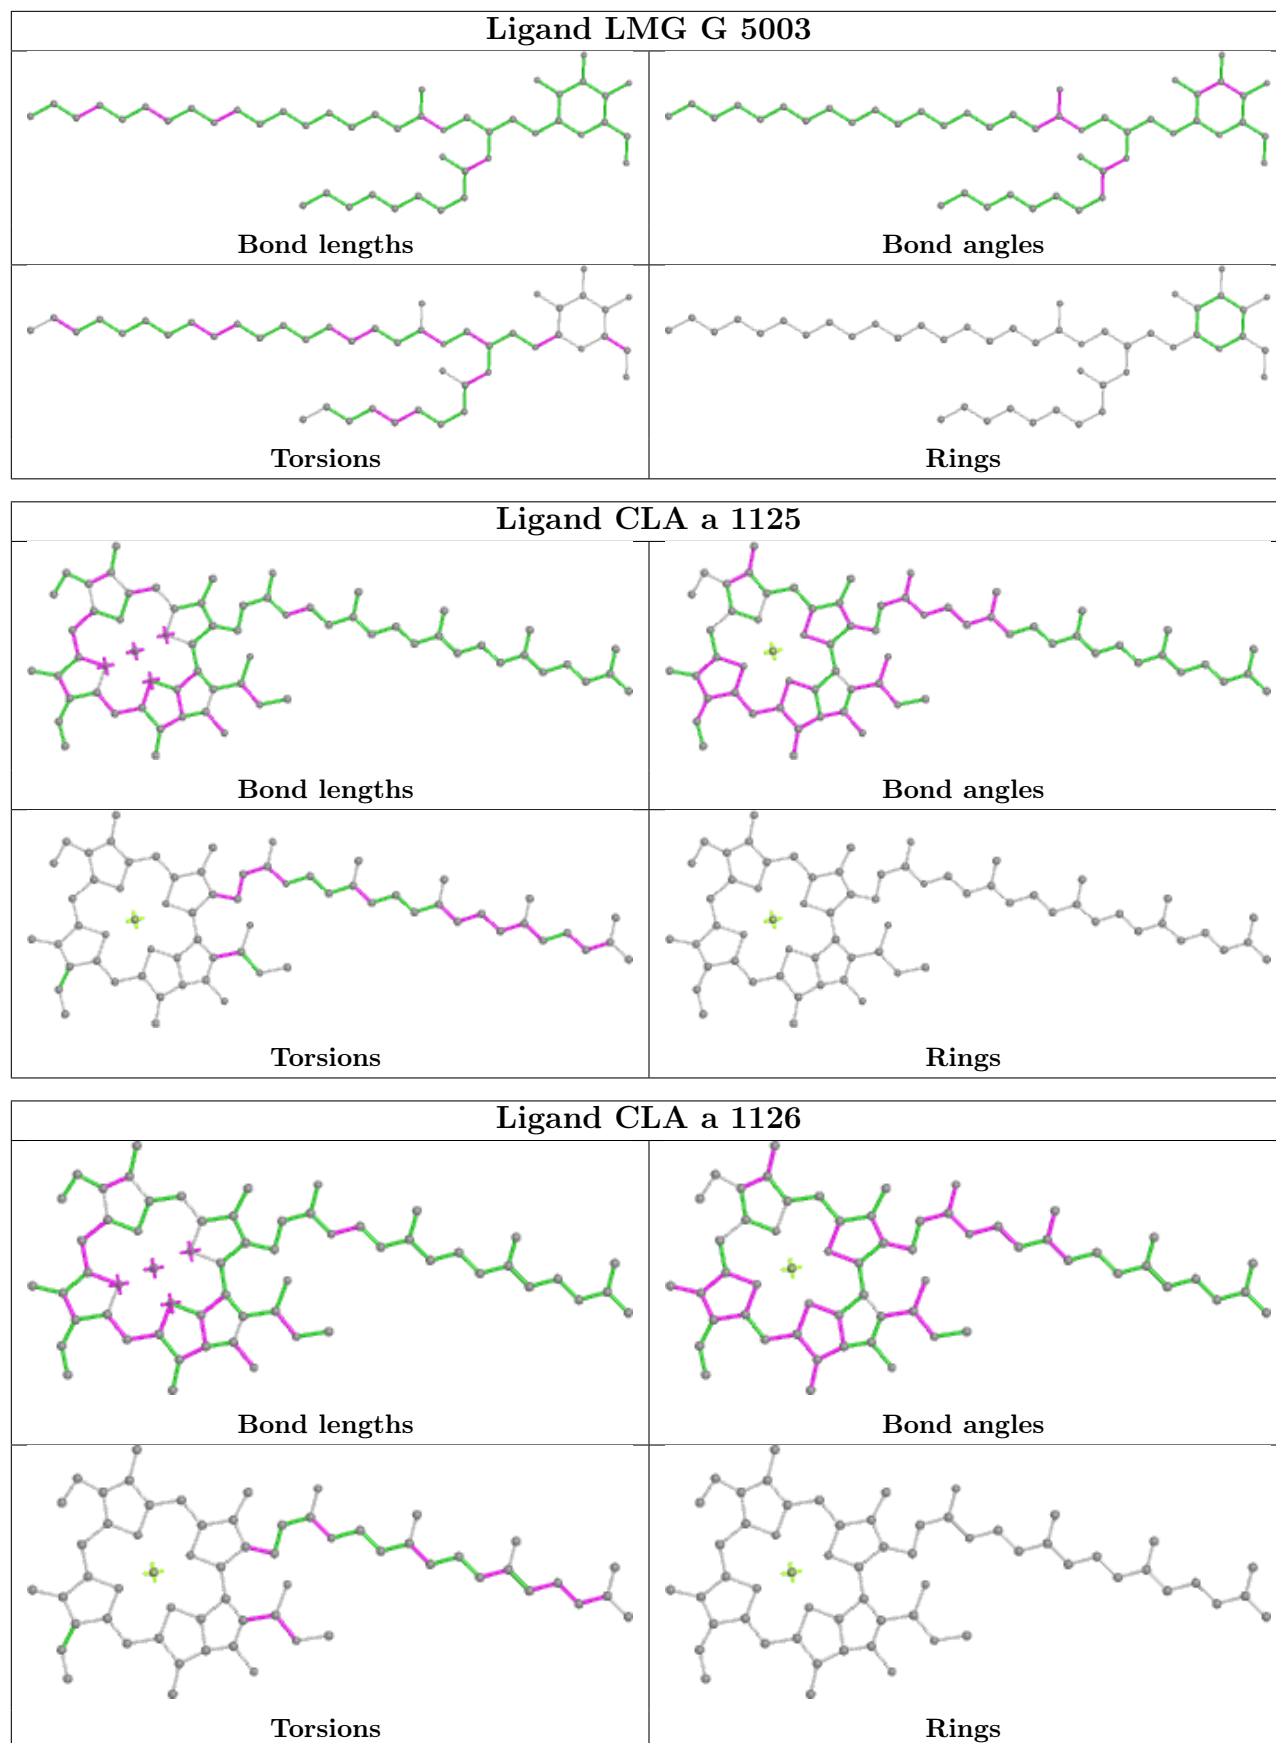 Ligand LMG G 5003
Bond lengths
Bond angles
Torsions
Rings
Ligand CLA a 1125
Bond lengths
Bond angles
Torsions
Rings
Ligand CLA a 1126
Bond lengths
Bond angles
Torsions
Rings